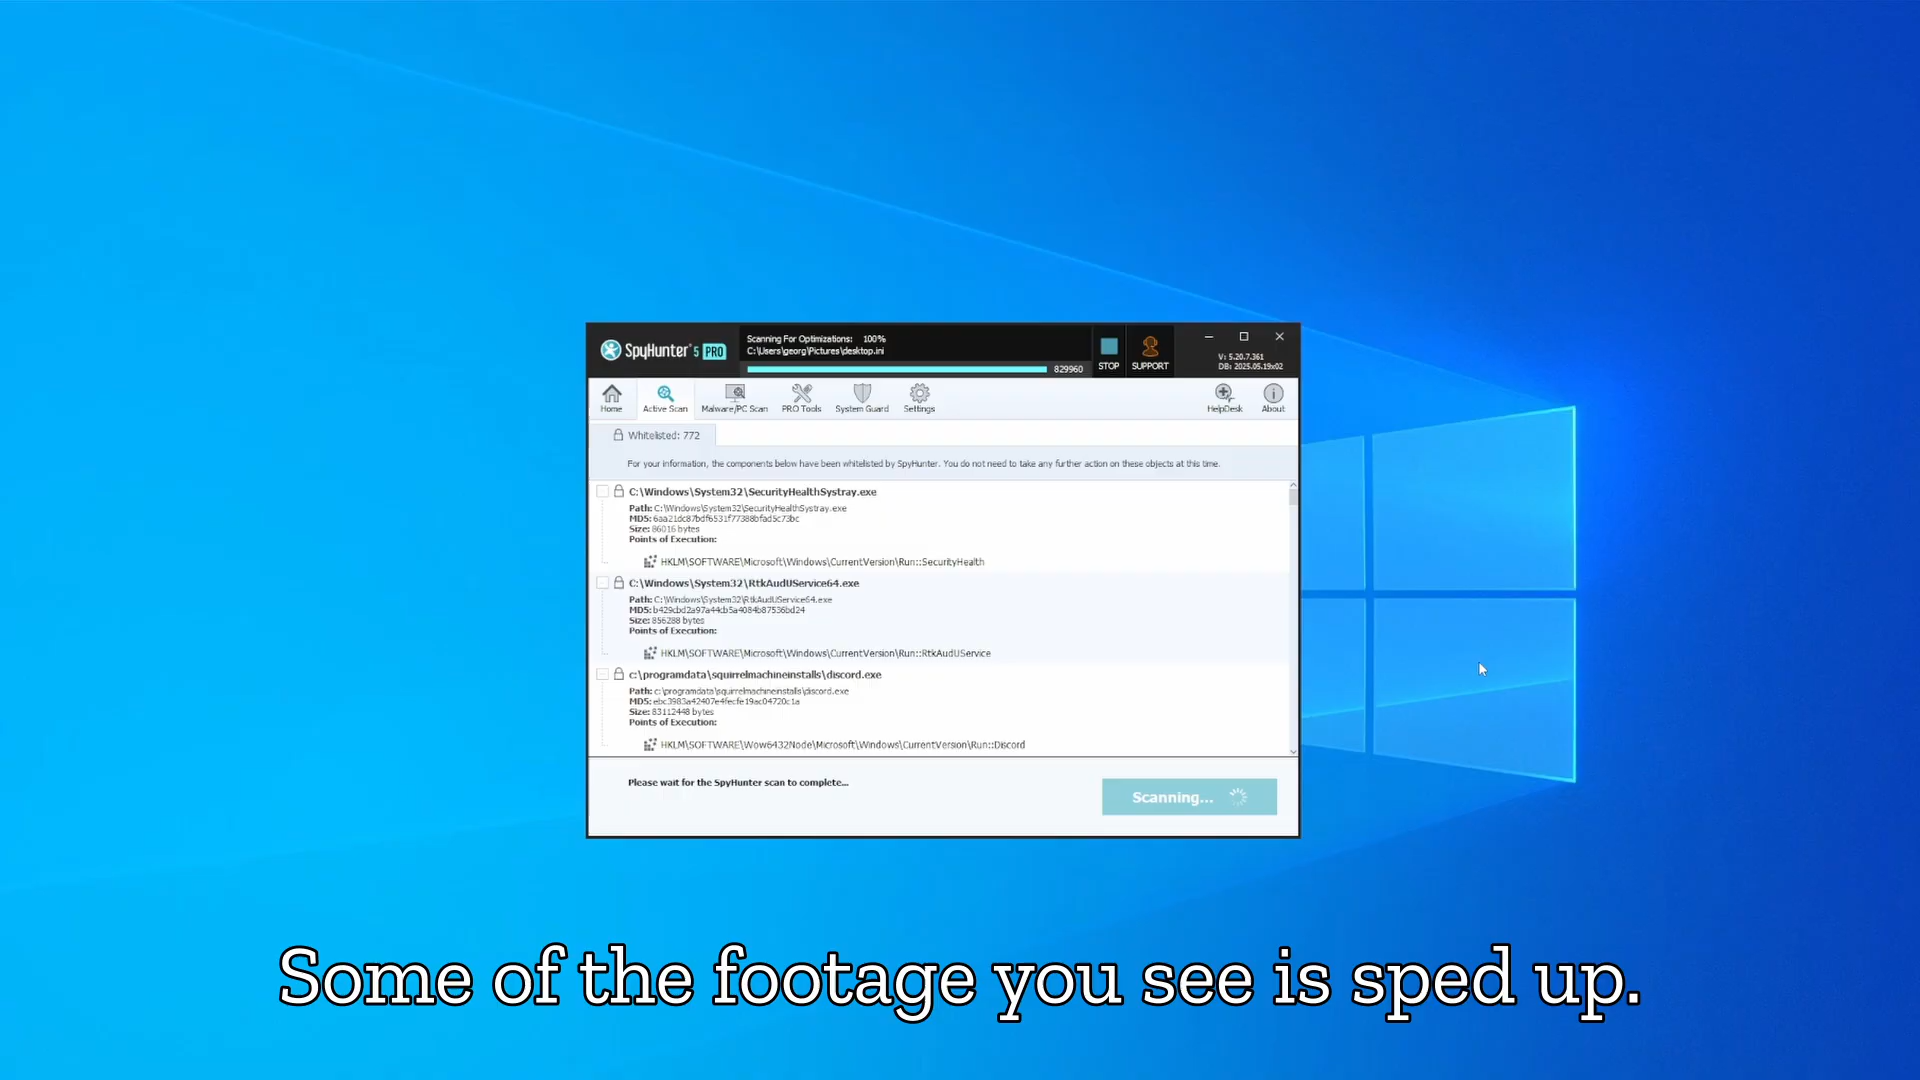 SpyHunter® 5 PRO
Scanning For Optimizations: 100%
C:\Users\georg\Pictures\desktop.ini
829960
STOP
SUPPORT
V: 5.20.7.361
DB: 2025.05.19x02
Home
Active Scan
Malware/PC Scan
PRO Tools
System Guard
Settings
HelpDesk
About
Whitelisted: 772
For your information, the components below have been whitelisted by SpyHunter. You do not need to take any further action on these objects at this time.
C:\Windows\System32\SecurityHealthSystray.exe
Path: C:\Windows\System32\SecurityHealthSystray.exe
MD5: 6aa21dc87bdf6531f77388bfad5c73bc
Size: 86016 bytes
Points of Execution:
HKLM\SOFTWARE\Microsoft\Windows\CurrentVersion\Run::SecurityHealth
C:\Windows\System32\RtkAudUService64.exe
Path: C:\Windows\System32\RtkAudUService64.exe
MD5: b429cbd2a97a44cb5a4084b87536bd24
Size: 856288 bytes
Points of Execution:
HKLM\SOFTWARE\Microsoft\Windows\CurrentVersion\Run::RtkAudUService
c:\programdata\squirrelmachineinstalls\discord.exe
Path: c:\programdata\squirrelmachineinstalls\discord.exe
MD5: ebc3983a42407e4fecfe19ac04720c1a
Size: 83112448 bytes
Points of Execution:
HKLM\SOFTWARE\Wow6432Node\Microsoft\Windows\CurrentVersion\Run::Discord
Please wait for the SpyHunter scan to complete...
Scanning...
Some of the footage you see is sped up.